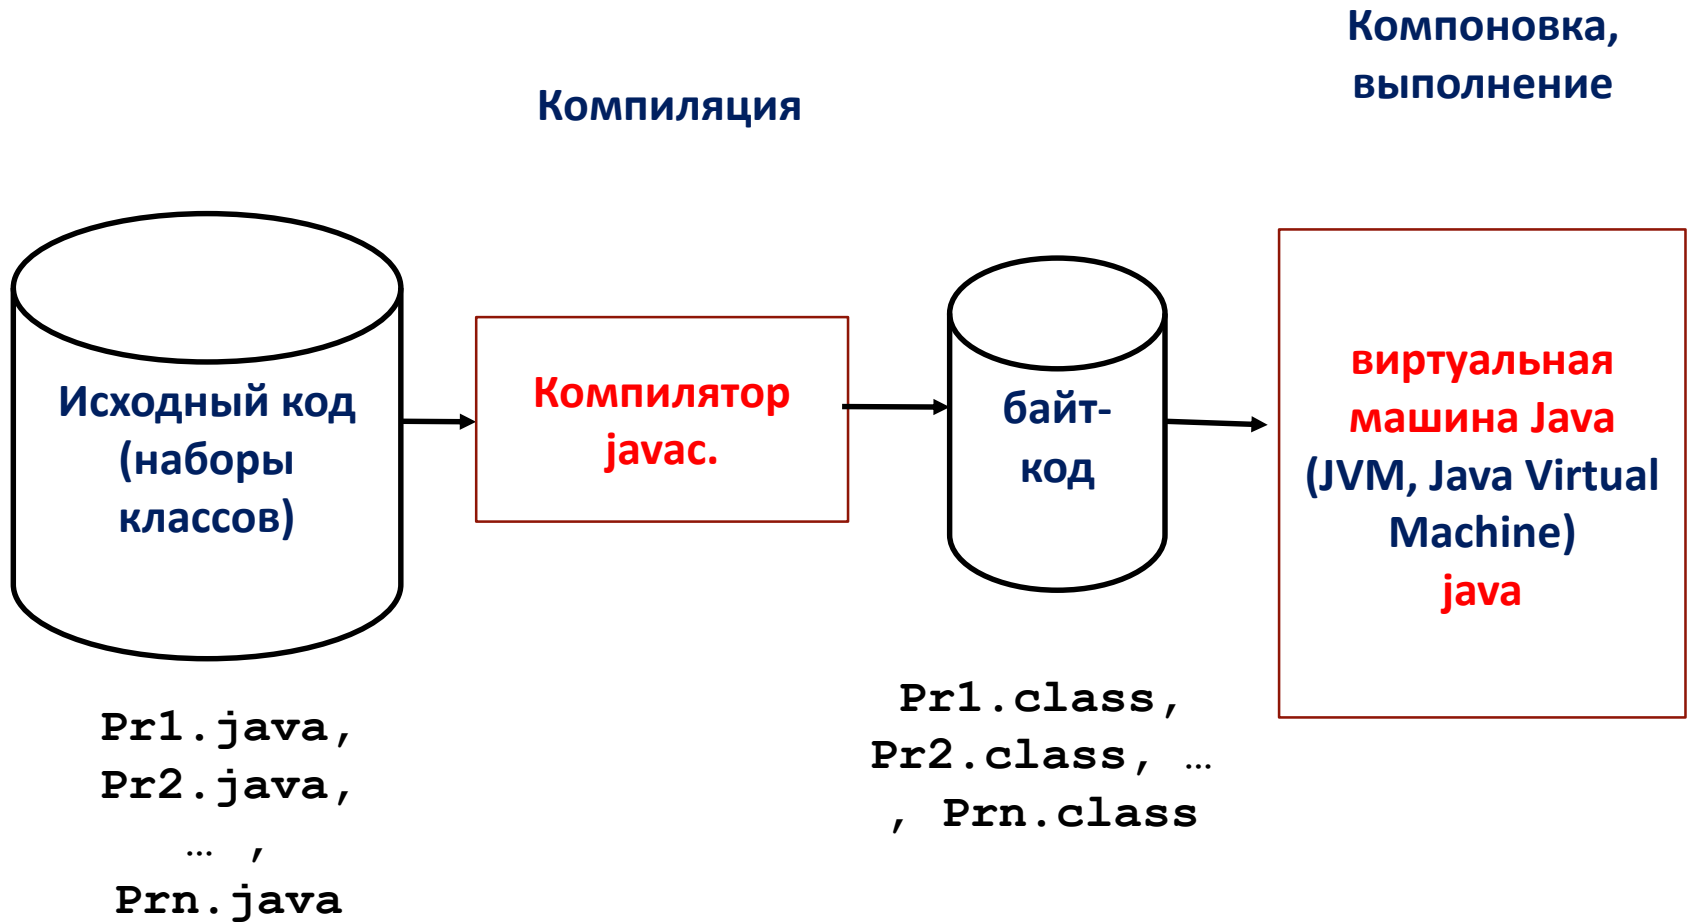 Компоновка,
выполнение
Компиляция
Исходный код
(наборы
классов)
Компилятор
javac.
байт-
код
виртуальная
машина Java
(JVM, Java Virtual
Machine)
java
Pr1.java,
Pr2.java,
… ,
Prn.java
Pr1.class,
Pr2.class, …
, Prn.class